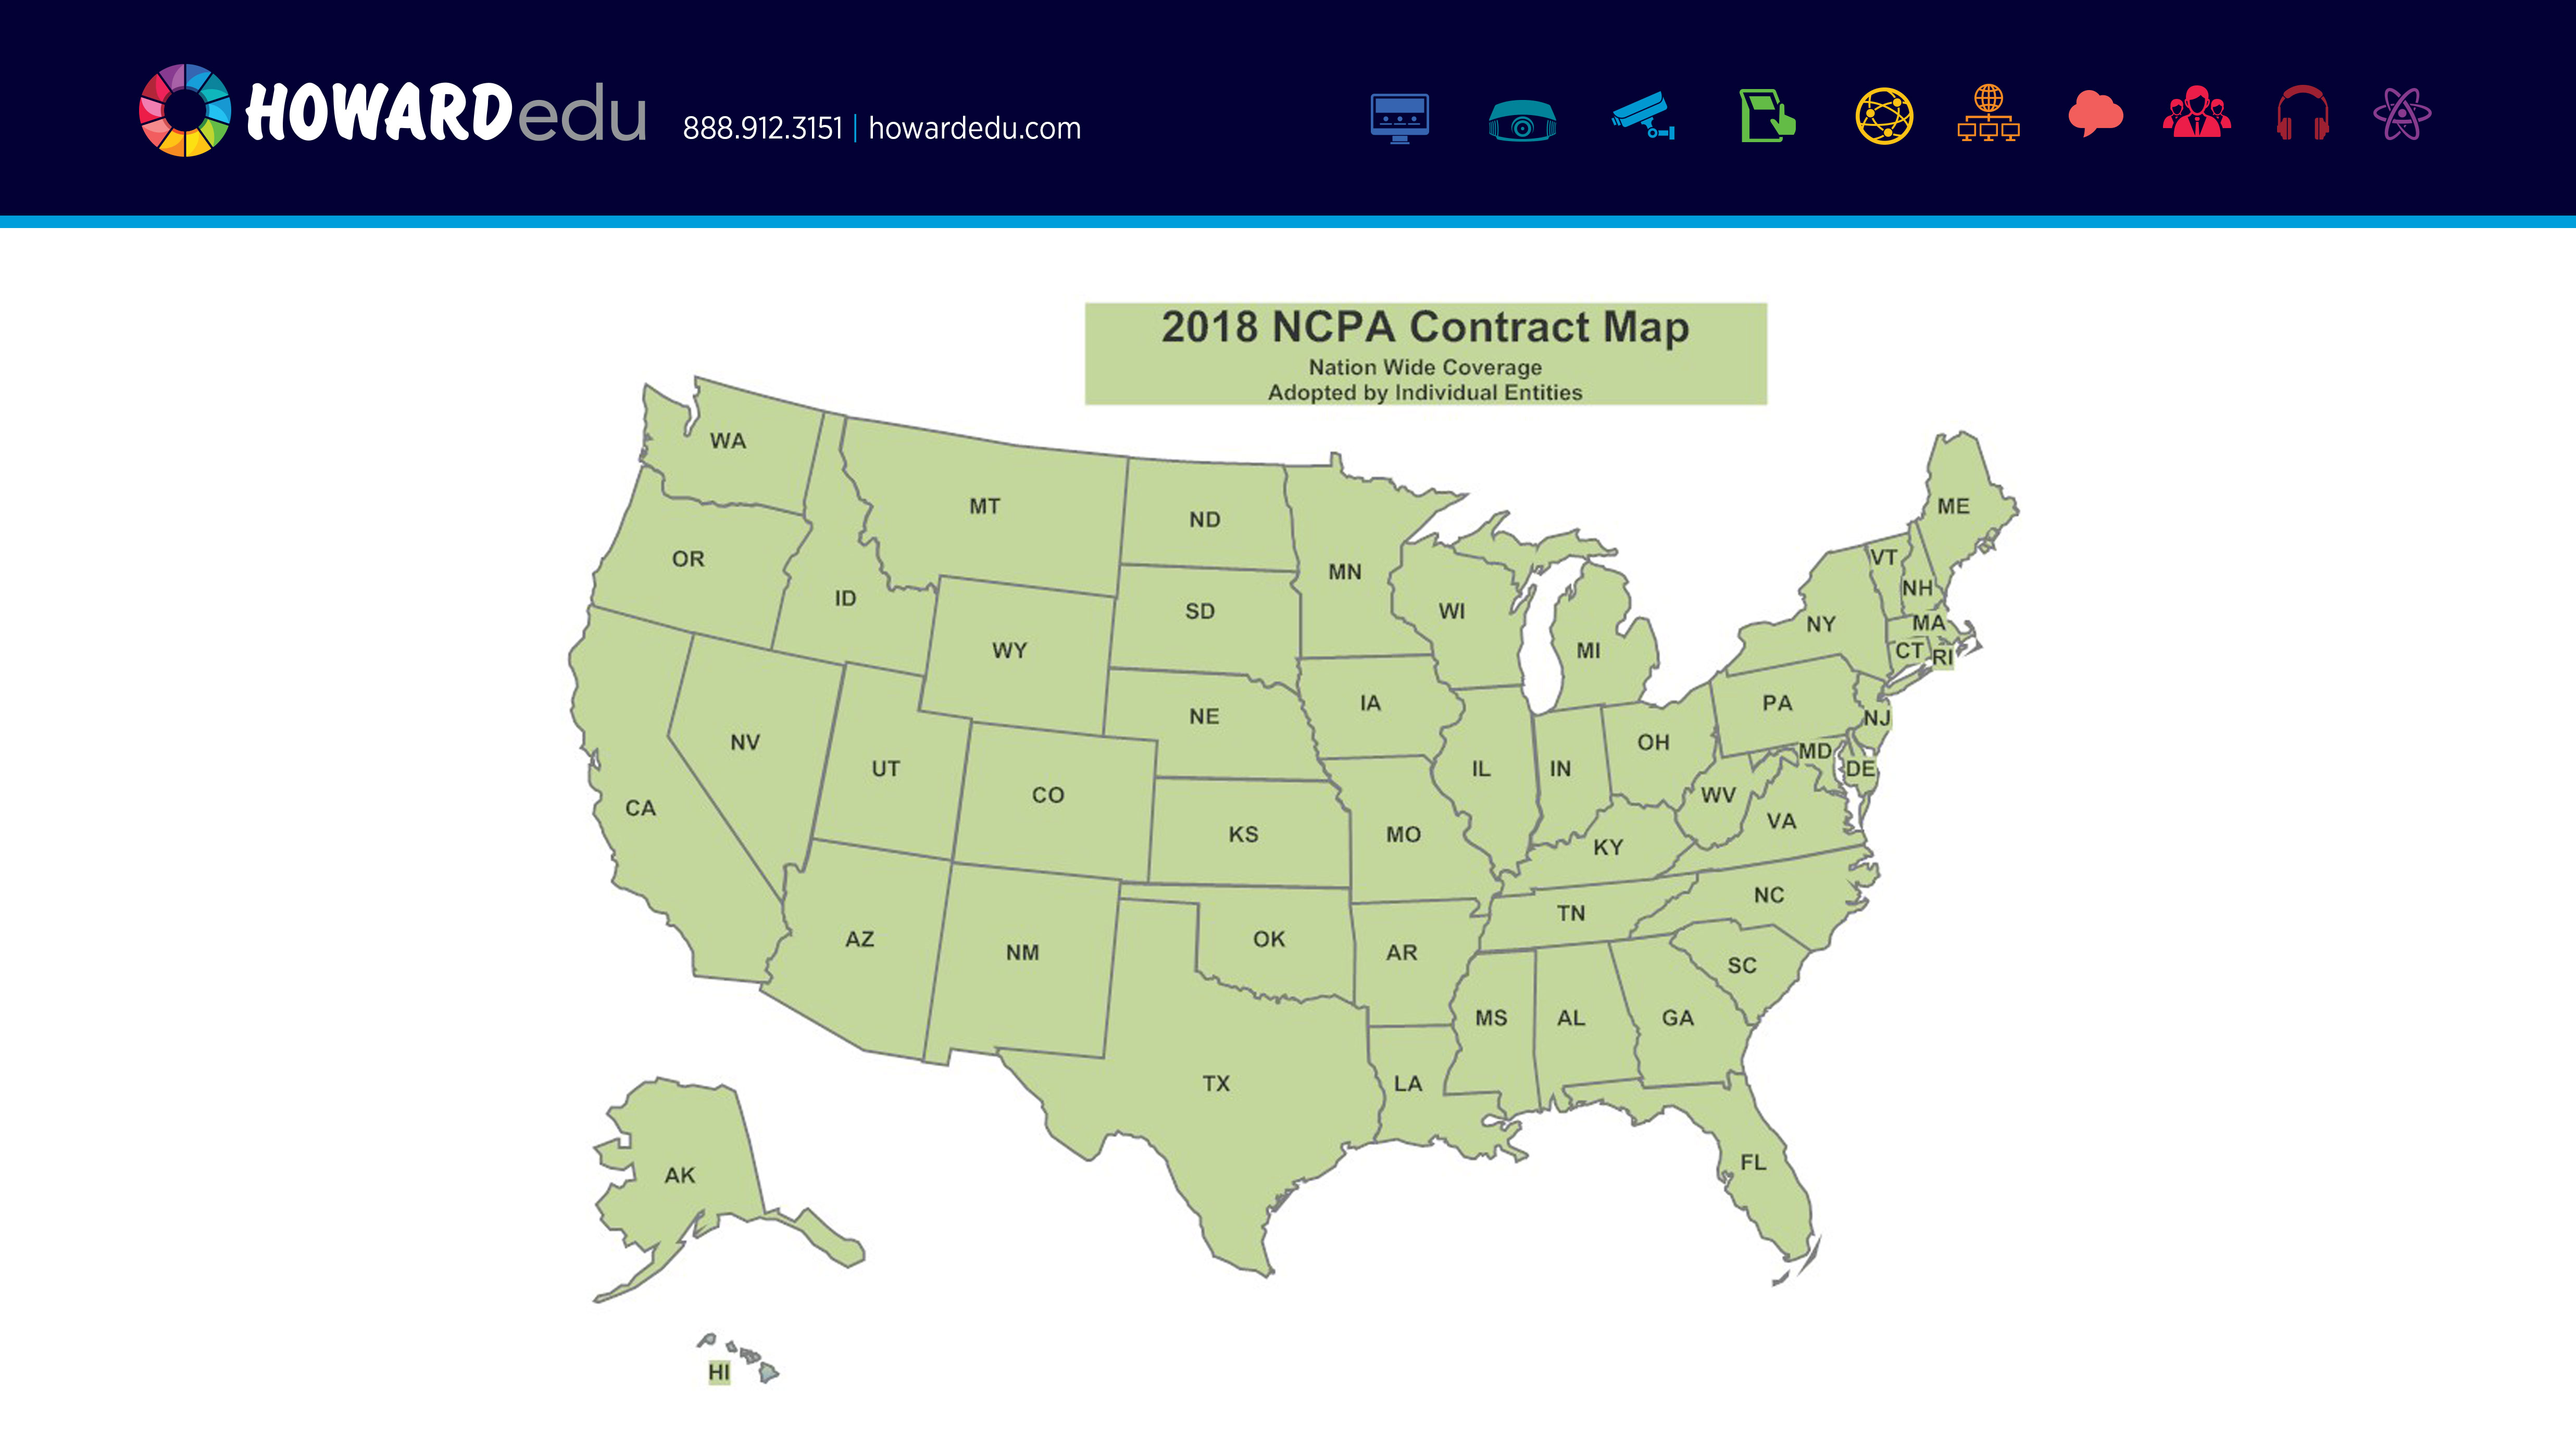 HOWARDedu 888.912.3151 | howardedu.com
2018 NCPA Contract Map
Nation Wide Coverage
Adopted by Individual Entities
WA
MT
ND
ME
OR
MN
VT
ID
NH
SD
WI
NY
MA
WY
MI
CT
RI
NE
IA
PA
NJ
NV
OH
MD
UT
IL
IN
DE
CO
WV
CA
VA
KS
MO
KY
NC
TN
AZ
OK
NM
AR
SC
MS
AL
GA
TX
LA
FL
AK
HI